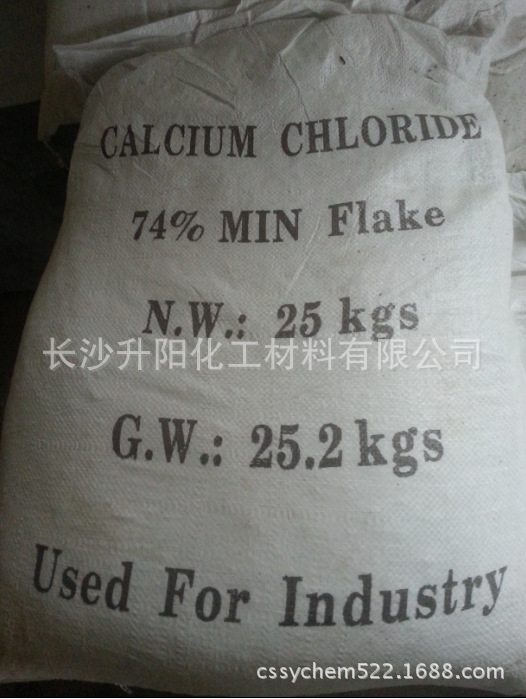 CALCIUM CHLORIDE
74% MIN Flake
N.W.: 25 kgs
长沙升阳化工材料有限公司
G.W.: 25.2 kgs
Used For Industry
cssychem522.1688.com